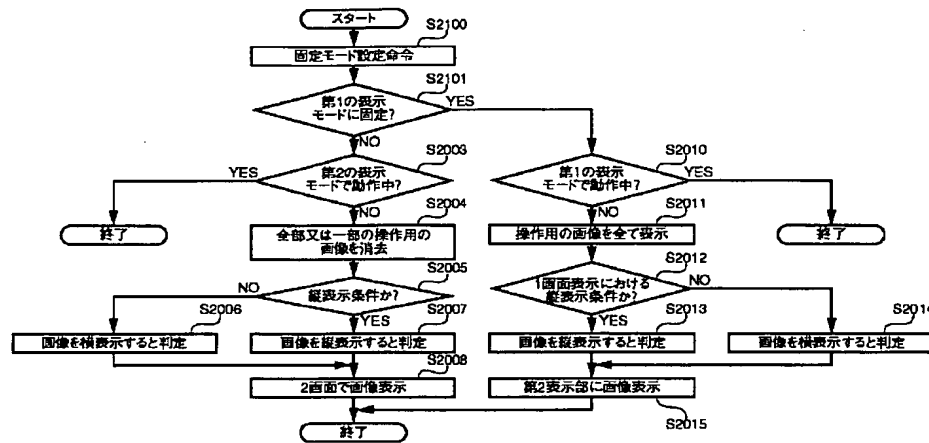 スタート
S2100
固定モード設定命令
S2101
第1の表示
モードに固定?
YES
NO
S2003
第2の表示
モードで動作中?
YES
NO
終了
S2004
全部又は一部の操作用の
画像を消去
S2005
縦表示条件か?
NO
YES
S2006
画像を横表示すると判定
S2007
画像を縦表示すると判定
S2008
2画面で画像表示
終了
S2010
第1の表示
モードで動作中?
YES
NO
終了
S2011
操作用の画像を全て表示
S2012
1画面表示における
縦表示条件か?
NO
YES
S2013
画像を縦表示すると判定
S2014
画像を横表示すると判定
第2表示部に画像表示
S2015